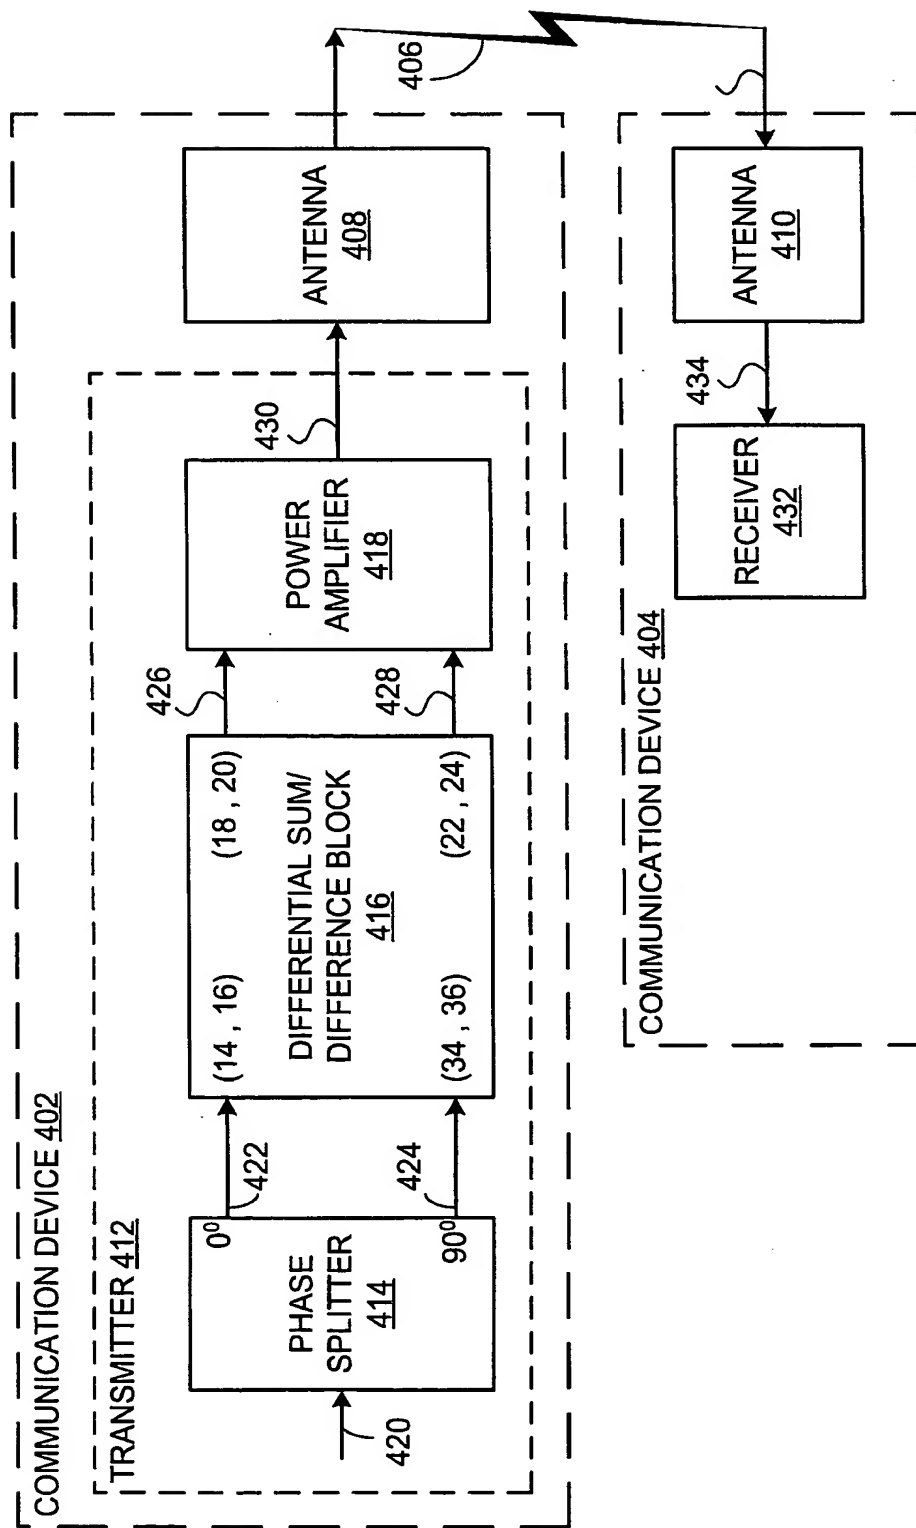 COMMUNICATION DEVICE 402
TRANSMITTER 412
420
PHASE
SPLITTER
414
0⁰
90⁰
422
424
(14 , 16)
(18 , 20)
DIFFERENTIAL SUM/
DIFFERENCE BLOCK
416
(34 , 36)
(22 , 24)
426
428
POWER
AMPLIFIER
418
430
ANTENNA
408
406
COMMUNICATION DEVICE 404
RECEIVER
432
434
ANTENNA
410